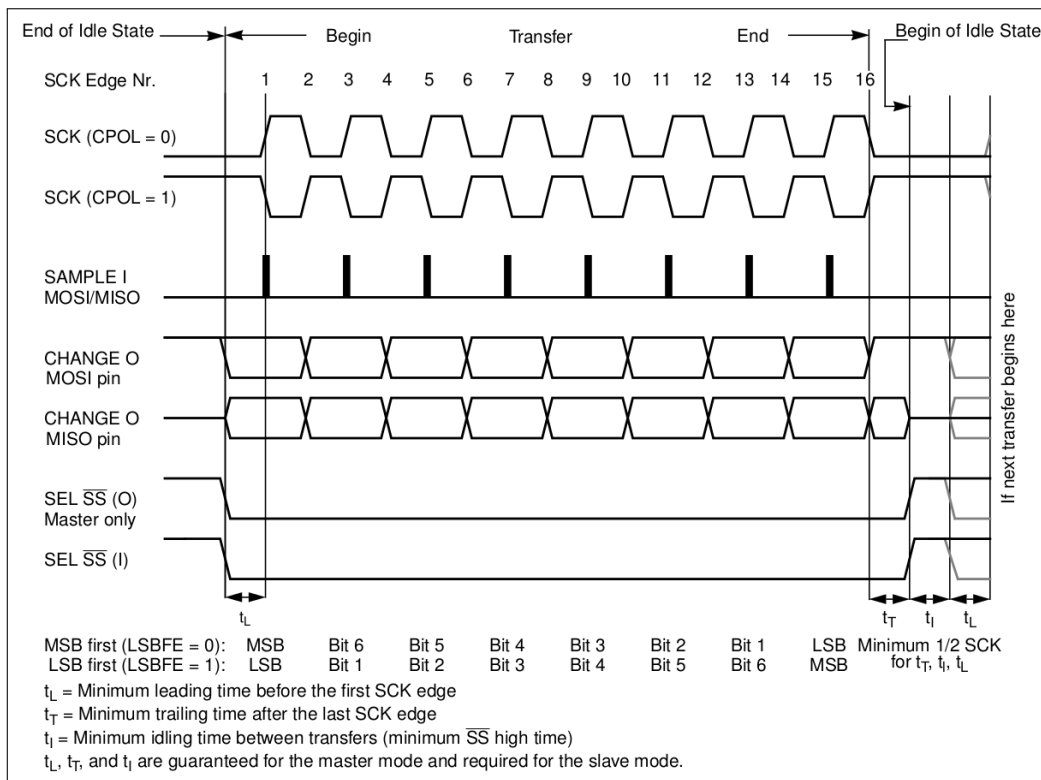 End of Idle State
Begin
Transfer
End
Begin of Idle State
SCK Edge Nr.
1 2 3 4 5 6 7 8 9 10 11 12 13 14 15 16
SCK (CPOL = 0)
SCK (CPOL = 1)
SAMPLE I
MOSI/MISO
CHANGE O
MOSI pin
CHANGE O
MISO pin
SEL SS (O)
Master only
SEL SS (I)
If next transfer begins here
tL
tT tI tL
MSB first (LSBFE = 0): MSB Bit 6 Bit 5 Bit 4 Bit 3 Bit 2 Bit 1 LSB Minimum 1/2 SCK
LSB first (LSBFE = 1): LSB Bit 1 Bit 2 Bit 3 Bit 4 Bit 5 Bit 6 MSB for tT, tI, tL
tL = Minimum leading time before the first SCK edge
tT = Minimum trailing time after the last SCK edge
tI = Minimum idling time between transfers (minimum SS high time)
tL, tT, and tI are guaranteed for the master mode and required for the slave mode.